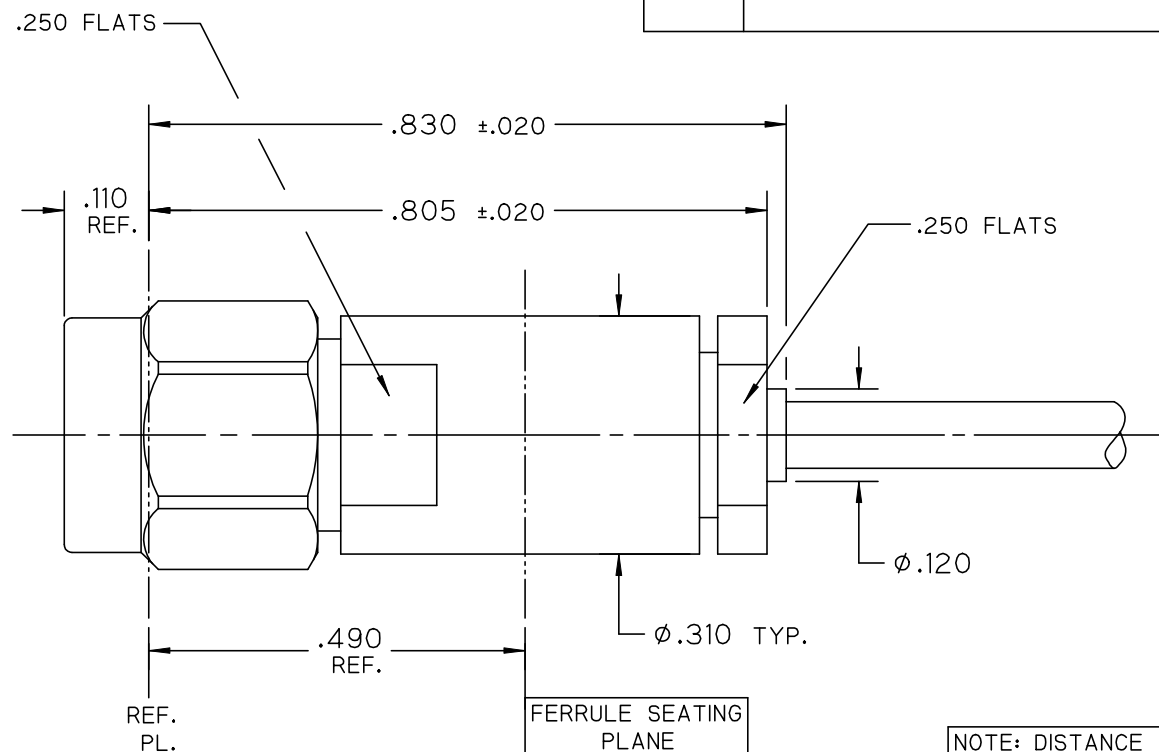 .250 FLATS
.830 ±.020
.110
REF.
.805 ±.020
.250 FLATS
Ø.120
.490
REF.
Ø.310 TYP.
REF.
PL.
FERRULE SEATING
PLANE
NOTE: DISTANCE